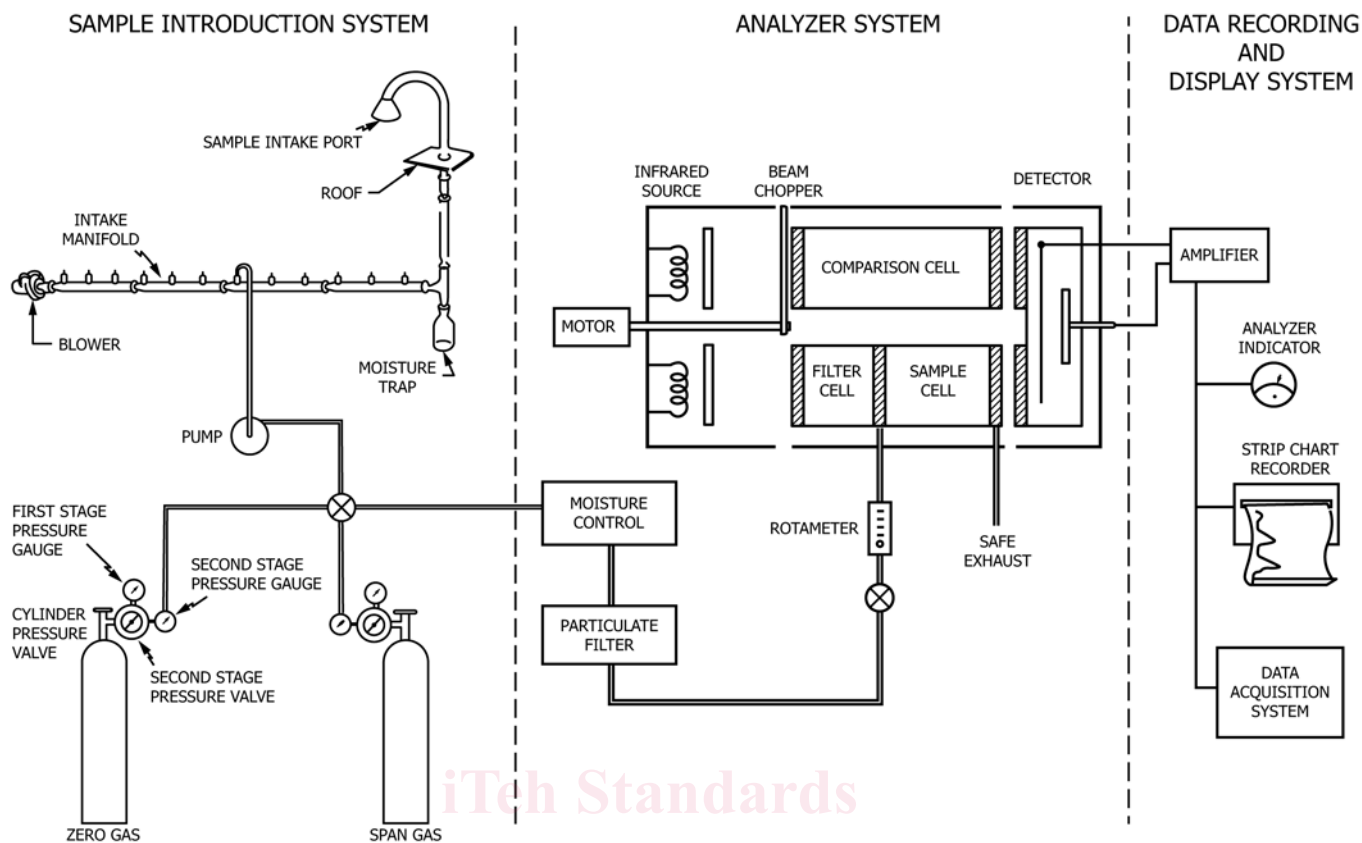 SAMPLE INTRODUCTION SYSTEM
ANALYZER SYSTEM
DATA RECORDING
AND
DISPLAY SYSTEM
SAMPLE INTAKE PORT
ROOF
INTAKE
MANIFOLD
BLOWER
MOISTURE
TRAP
PUMP
FIRST STAGE
PRESSURE
GAUGE
SECOND STAGE
PRESSURE GAUGE
CYLINDER
PRESSURE
VALVE
SECOND STAGE
PRESSURE VALVE
ZERO GAS
SPAN GAS
INFRARED
SOURCE
BEAM
CHOPPER
DETECTOR
COMPARISON CELL
MOTOR
FILTER
CELL
SAMPLE
CELL
MOISTURE
CONTROL
ROTAMETER
SAFE
EXHAUST
PARTICULATE
FILTER
AMPLIFIER
ANALYZER
INDICATOR
STRIP CHART
RECORDER
DATA
ACQUISITION
SYSTEM
iTeh Standards